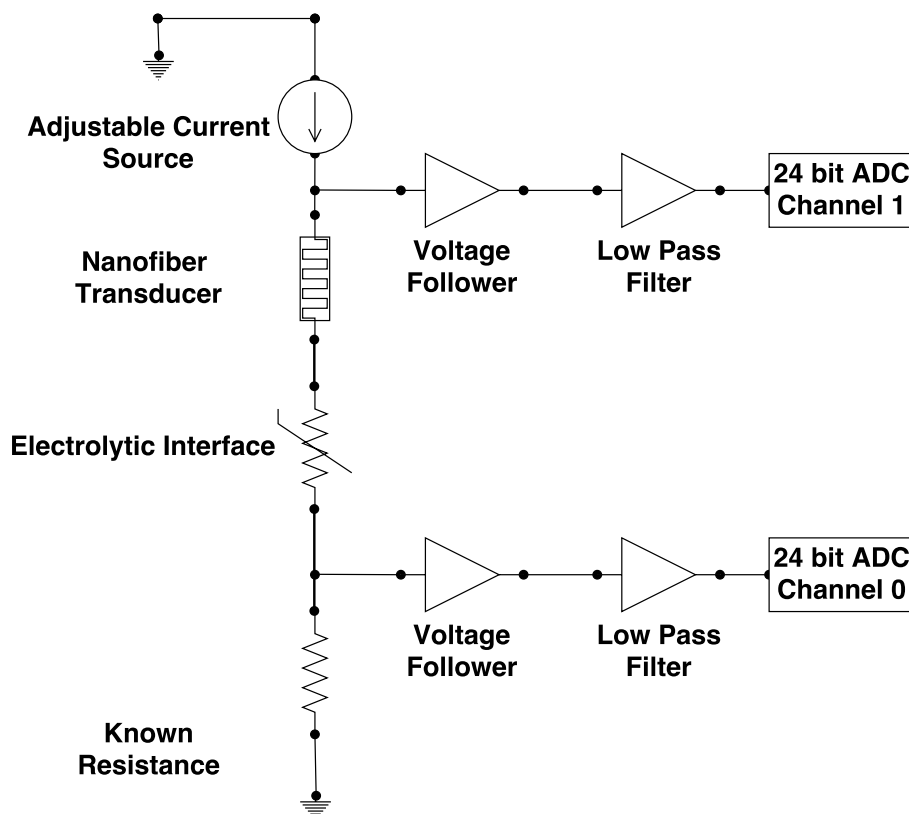 Adjustable Current
Source
24 bit ADC
Channel 1
Voltage
Follower
Low Pass
Filter
Nanofiber
Transducer
Electrolytic Interface
24 bit ADC
Channel 0
Voltage
Follower
Low Pass
Filter
Known
Resistance